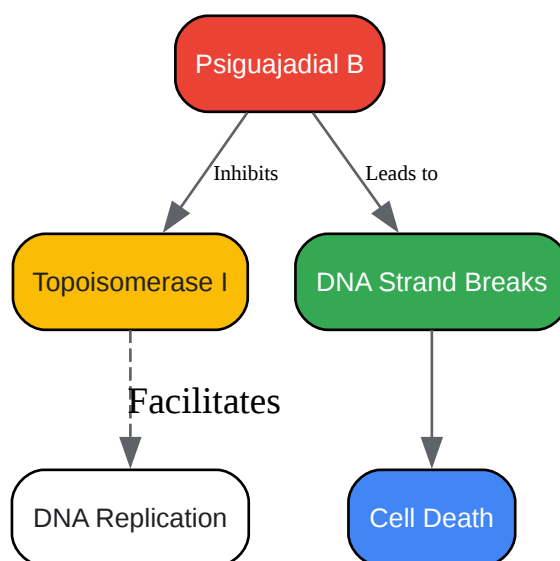 Psiguajadial B
Inhibits
Leads to
Topoisomerase I
DNA Strand Breaks
Facilitates
DNA Replication
Cell Death